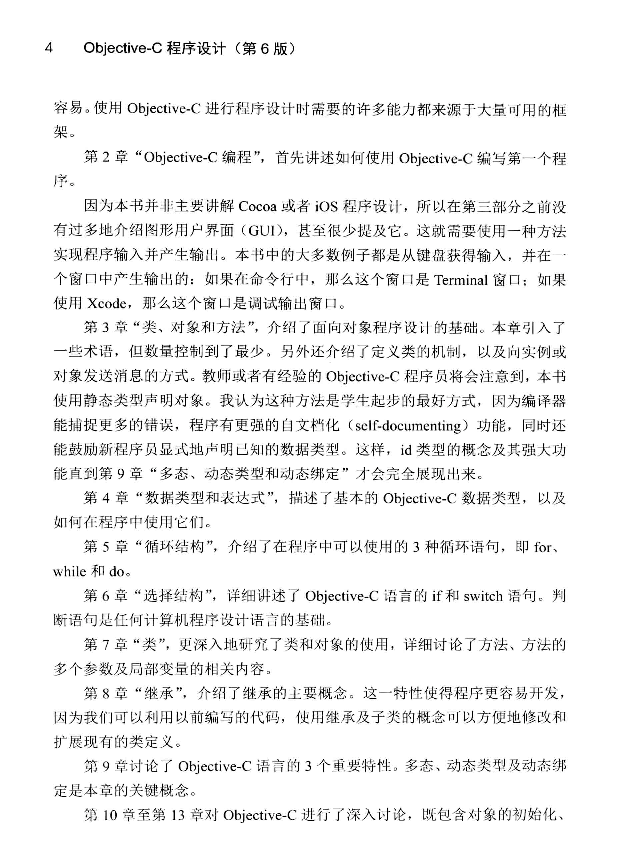 4 Objective-C 程序设计（第 6 版）
容易。使用 Objective-C 进行程序设计时需要的许多能力都来源于大量可用的框
架。
第 2 章“Objective-C 编程”，首先讲述如何使用 Objective-C 编写第一个程
序。
因为本书并非主要讲解 Cocoa 或者 iOS 程序设计，所以在第三部分之前没
有过多地介绍图形用户界面（GUI），甚至很少提及它。这就需要使用一种方法
实现程序输入并产生输出。本书中的大多数例子都是从键盘获得输入，并在一
个窗口中产生输出的：如果在命令行中，那么这个窗口是 Terminal 窗口；如果
使用 Xcode，那么这个窗口是调试输出窗口。
第 3 章“类、对象和方法”，介绍了面向对象程序设计的基础。本章引入了
一些术语，但数量控制到了最少。另外还介绍了定义类的机制，以及向实例或
对象发送消息的方式。教师或者有经验的 Objective-C 程序员将会注意到，本书
使用静态类型声明对象。我认为这种方法是学生起步的最好方式，因为编译器
能捕捉更多的错误，程序有更强的自文档化（self-documenting）功能，同时还
能鼓励新程序员显式地声明已知的数据类型。这样，id 类型的概念及其强大功
能直到第 9 章“多态、动态类型和动态绑定”才会完全展现出来。
第 4 章“数据类型和表达式”，描述了基本的 Objective-C 数据类型，以及
如何在程序中使用它们。
第 5 章“循环结构”，介绍了在程序中可以使用的 3 种循环语句，即 for、
while 和 do。
第 6 章“选择结构”，详细讲述了 Objective-C 语言的 if 和 switch 语句。判
断语句是任何计算机程序设计语言的基础。
第 7 章“类”，更深入地研究了类和对象的使用，详细讨论了方法、方法的
多个参数及局部变量的相关内容。
第 8 章“继承”，介绍了继承的主要概念。这一特性使得程序更容易开发，
因为我们可以利用以前编写的代码，使用继承及子类的概念可以方便地修改和
扩展现有的类定义。
第 9 章讨论了 Objective-C 语言的 3 个重要特性。多态、动态类型及动态绑
定是本章的关键概念。
第 10 章至第 13 章对 Objective-C 进行了深入讨论，既包含对象的初始化、